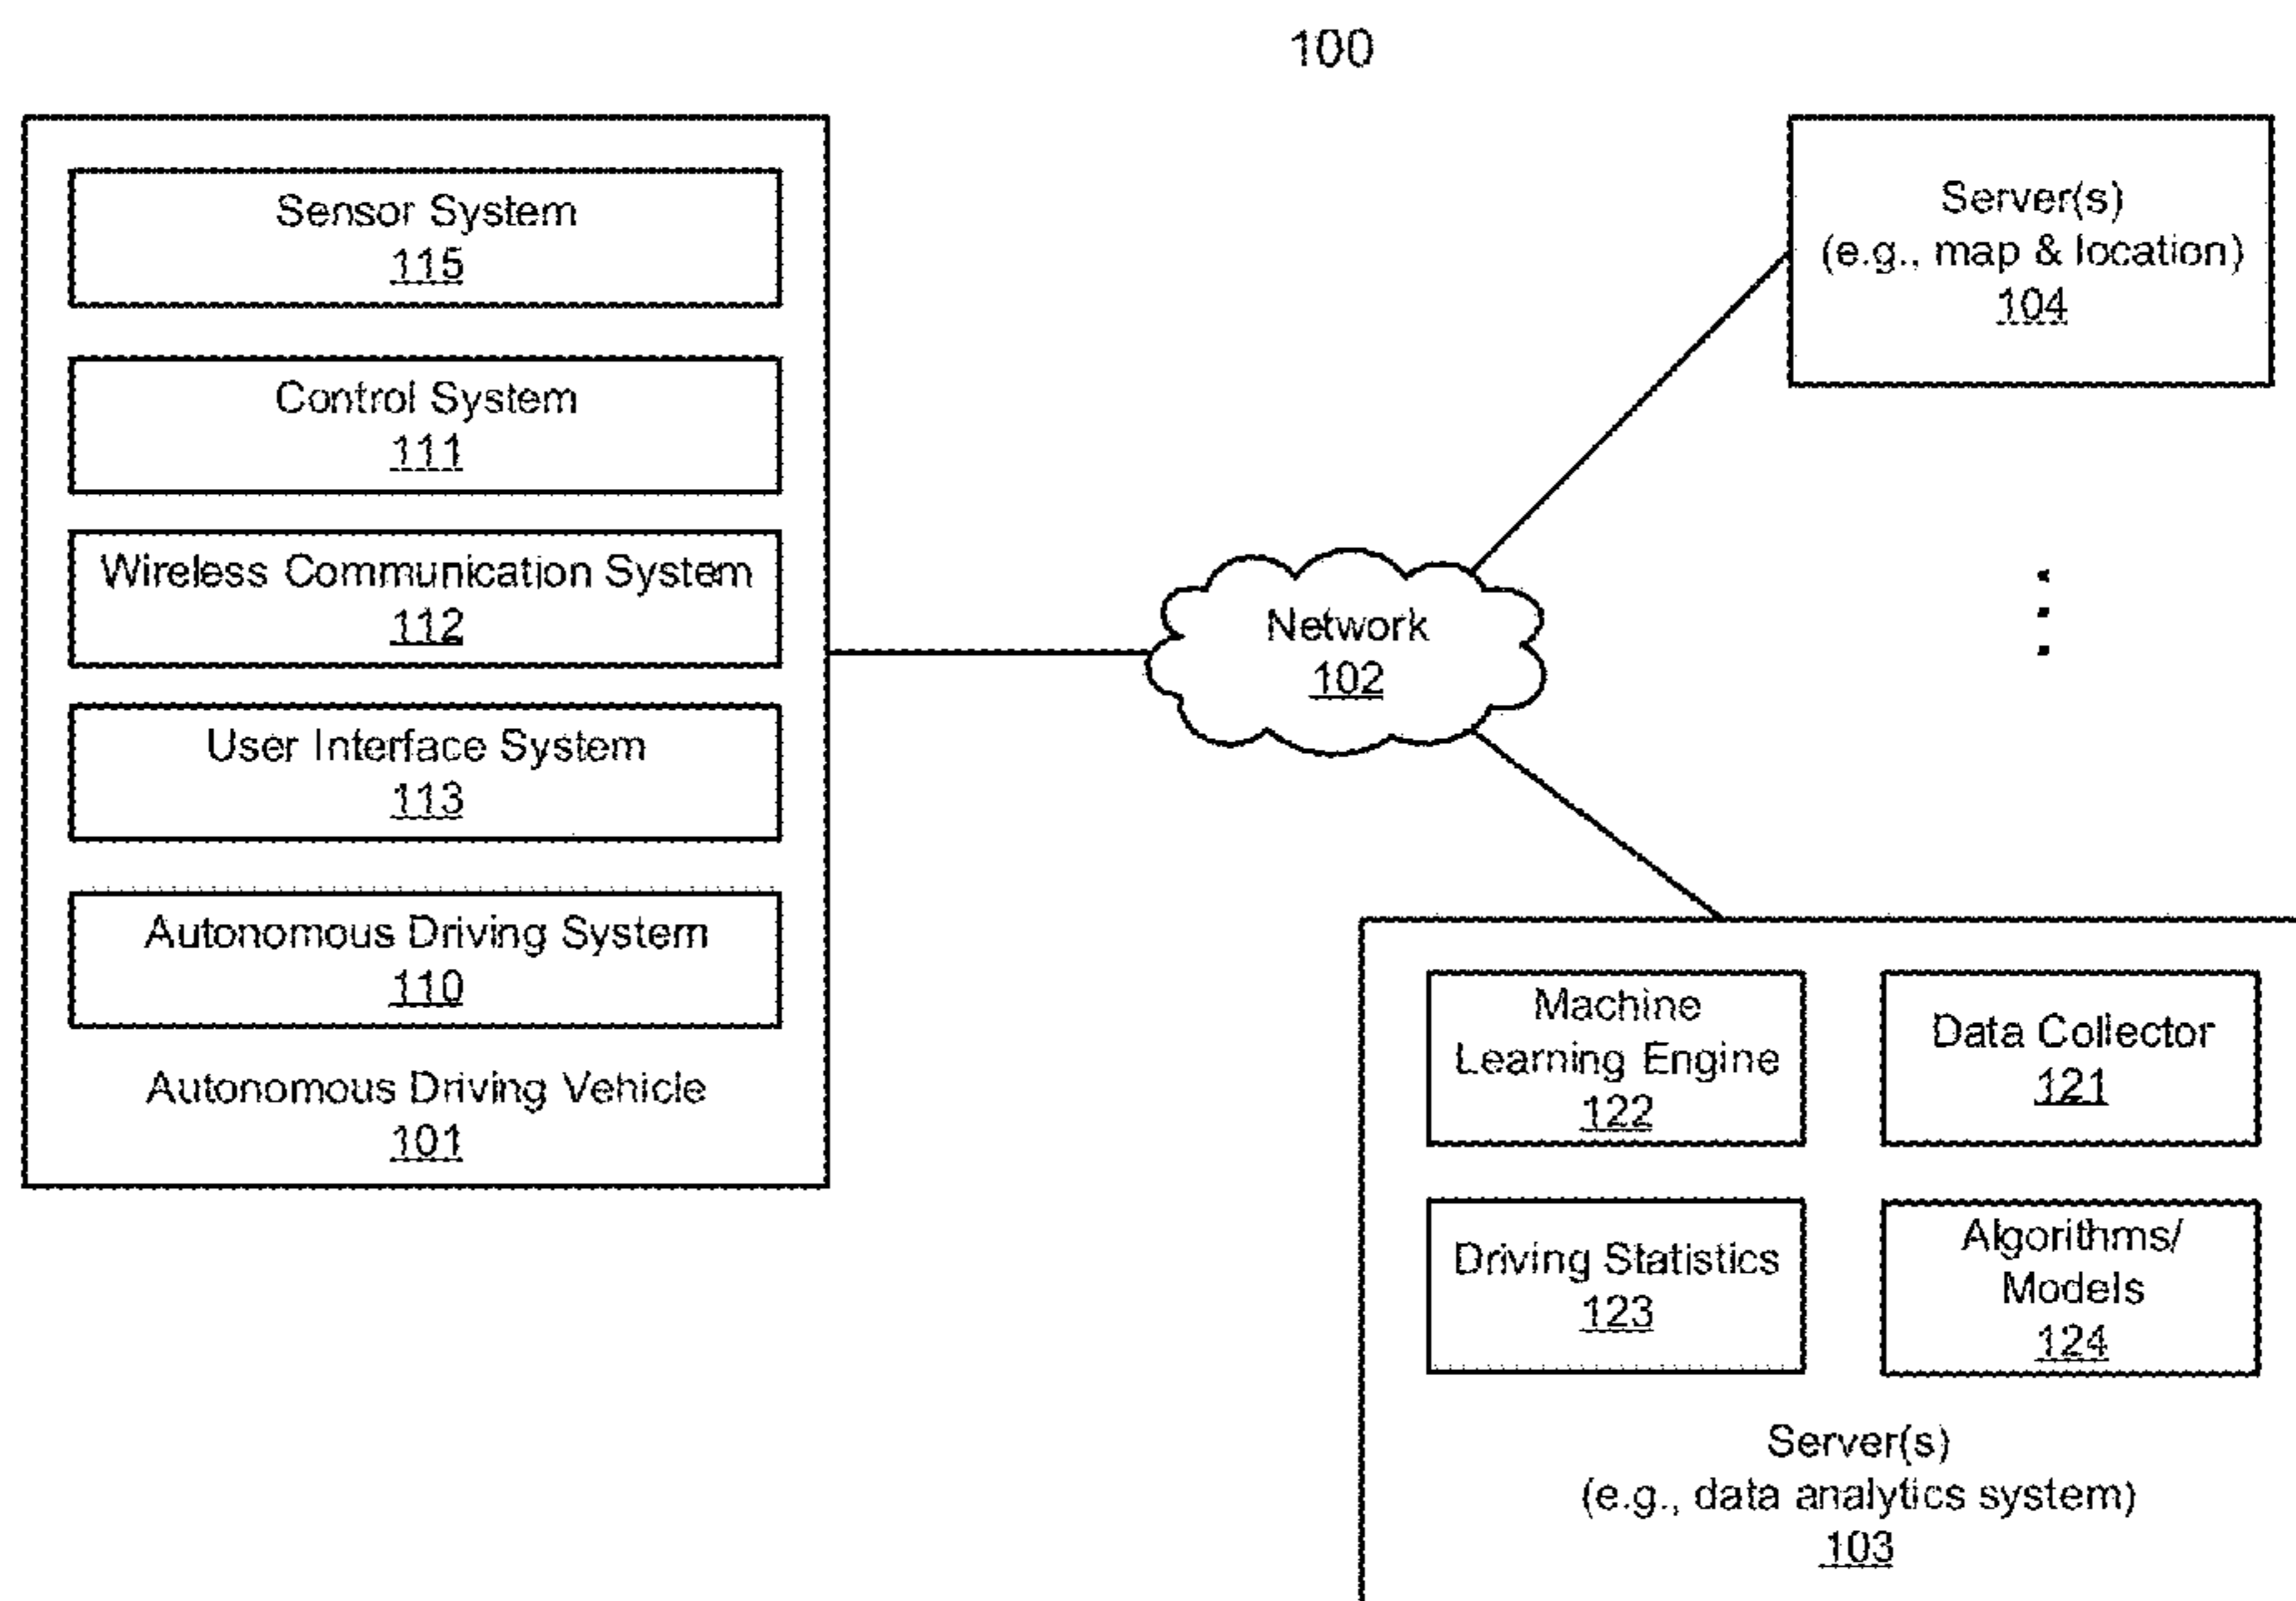 100
Sensor System
115
Control System
111
Wireless Communication System
112
User Interface System
113
Autonomous Driving System
110
Autonomous Driving Vehicle
101
Network
102
Server(s)
(e.g., map & location)
104
Machine
Learning Engine
122
Data Collector
121
Driving Statistics
123
Algorithms/
Models
124
Server(s)
(e.g., data analytics system)
103